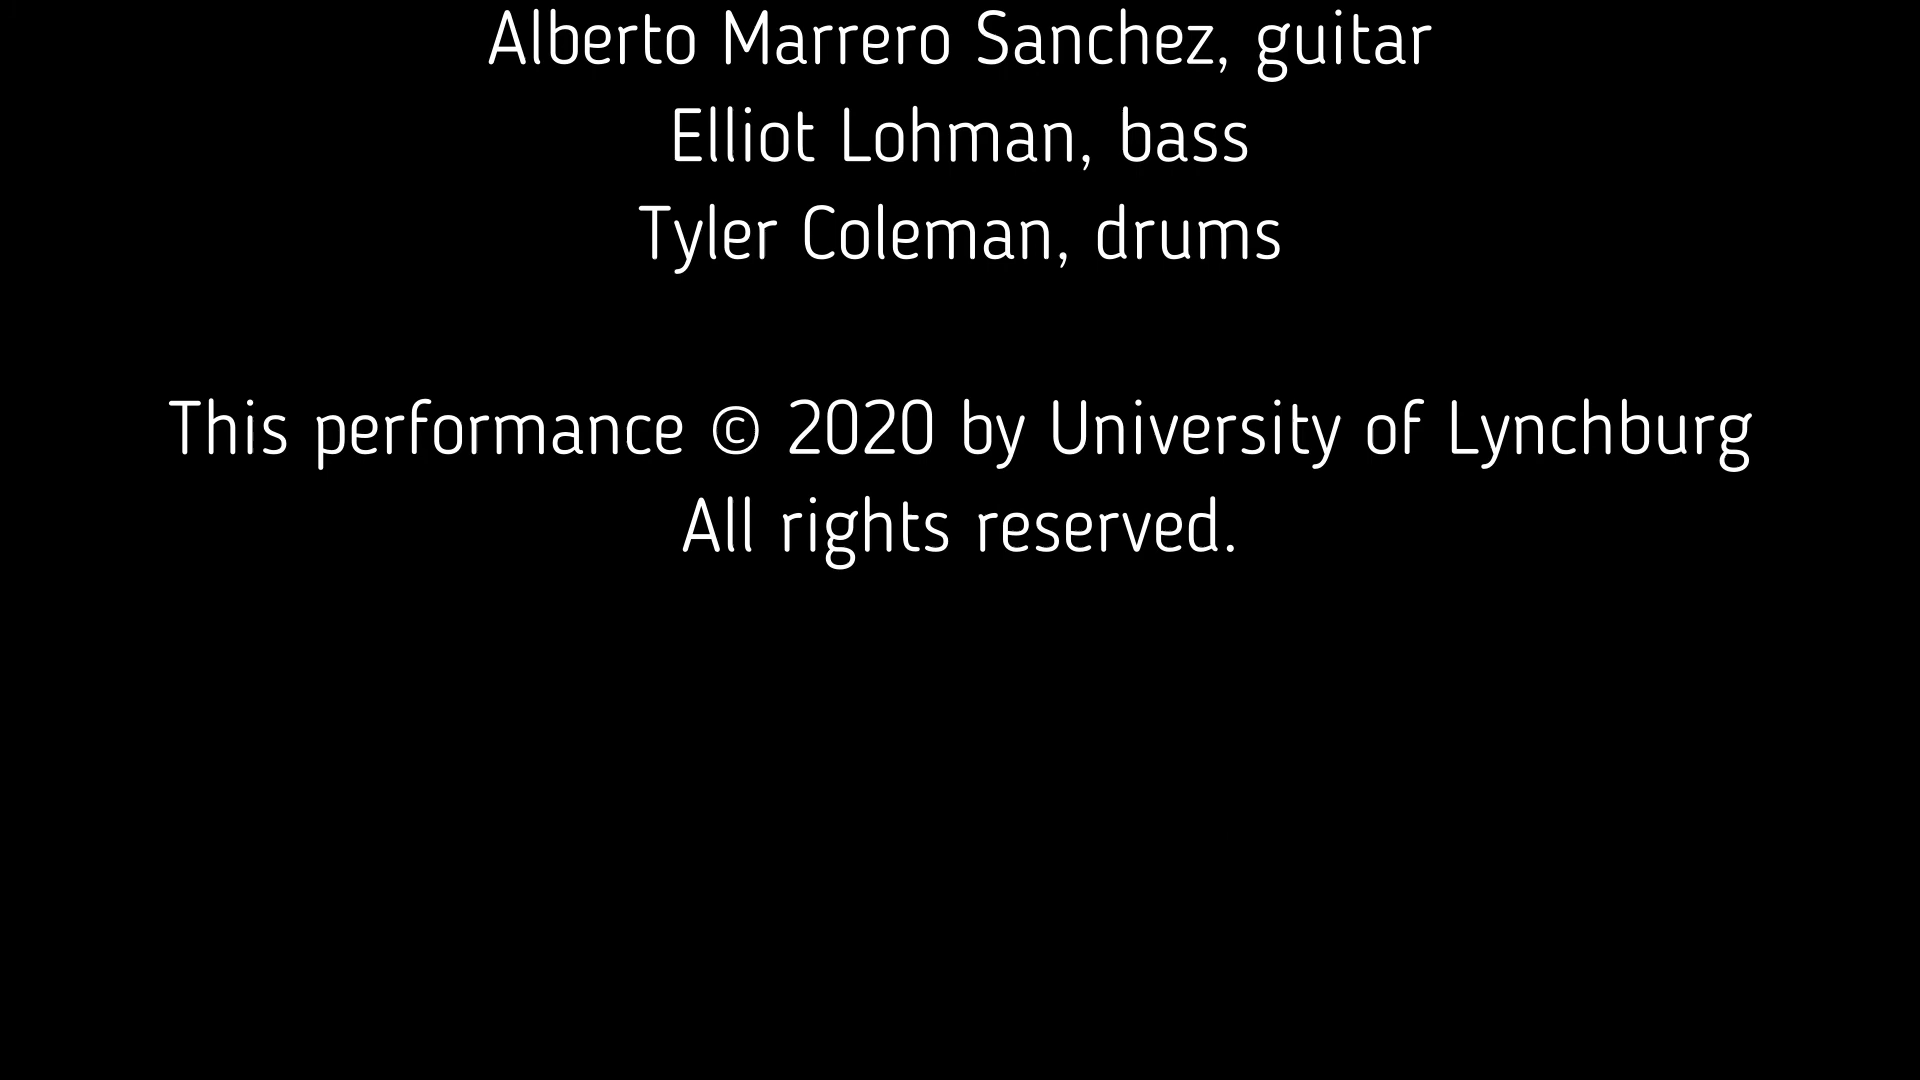 Alberto Marrero Sanchez, guitar
Elliot Lohman, bass
Tyler Coleman, drums
This performance © 2020 by University of Lynchburg
All rights reserved.